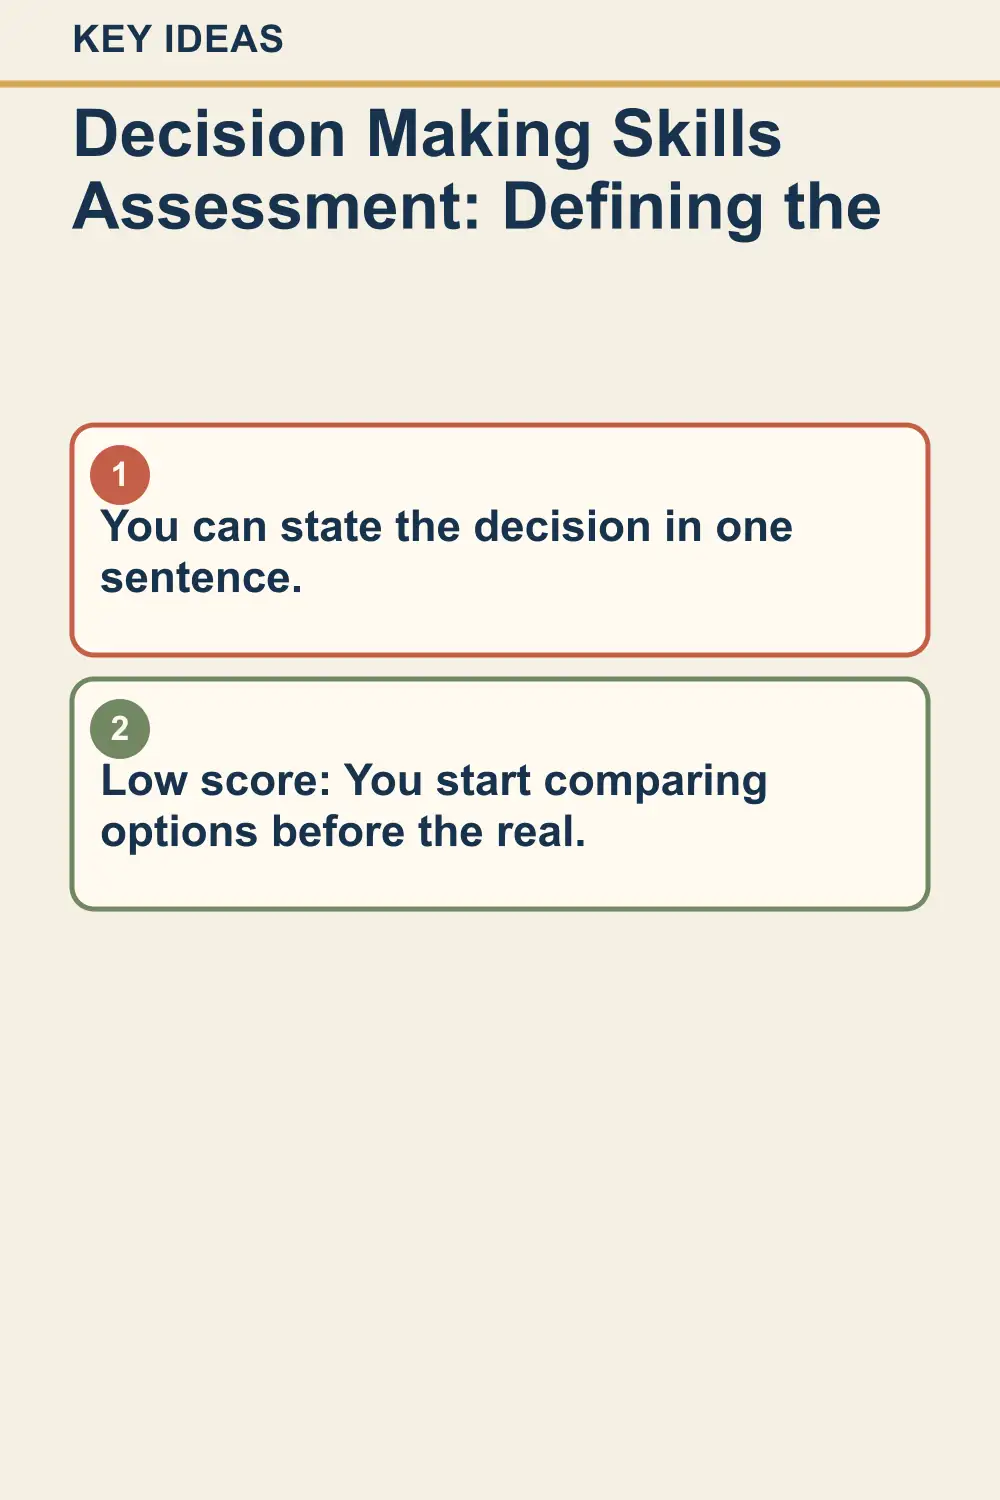 KEY IDEAS
Decision Making Skills
Assessment: Defining the
1
You can state the decision in one
sentence.
2
Low score: You start comparing
options before the real.